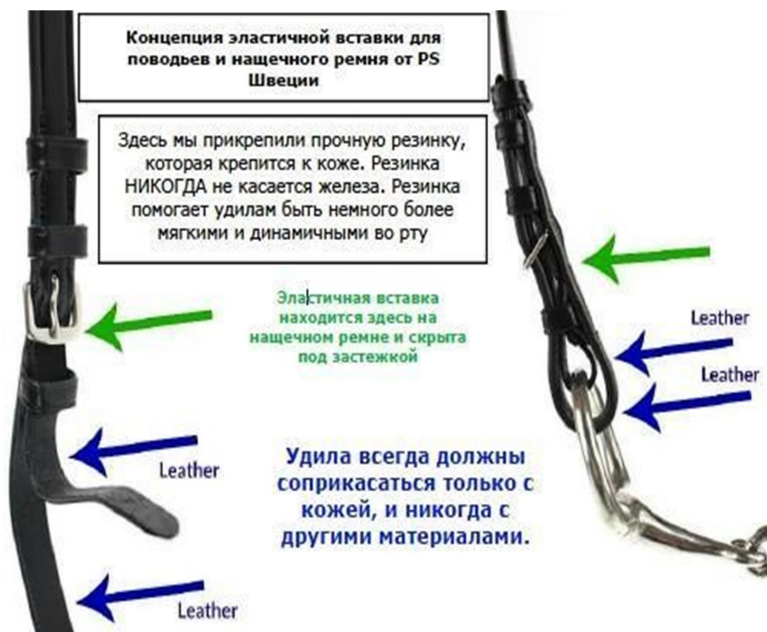 Концепция эластичной вставки для
поводьев и нащечного ремня от PS
Швеции
Здесь мы прикрепили прочную резинку,
которая крепится к коже. Резинка
НИКОГДА не касается железа. Резинка
помогает удилам быть немного более
мягкими и динамичными во рту
Эластичная вставка
находится здесь на
нащечном ремне и скрыта
под застежкой
Leather
Leather
Leather
Удила всегда должны
соприкасаться только с
кожей, и никогда с
другими материалами.
Leather